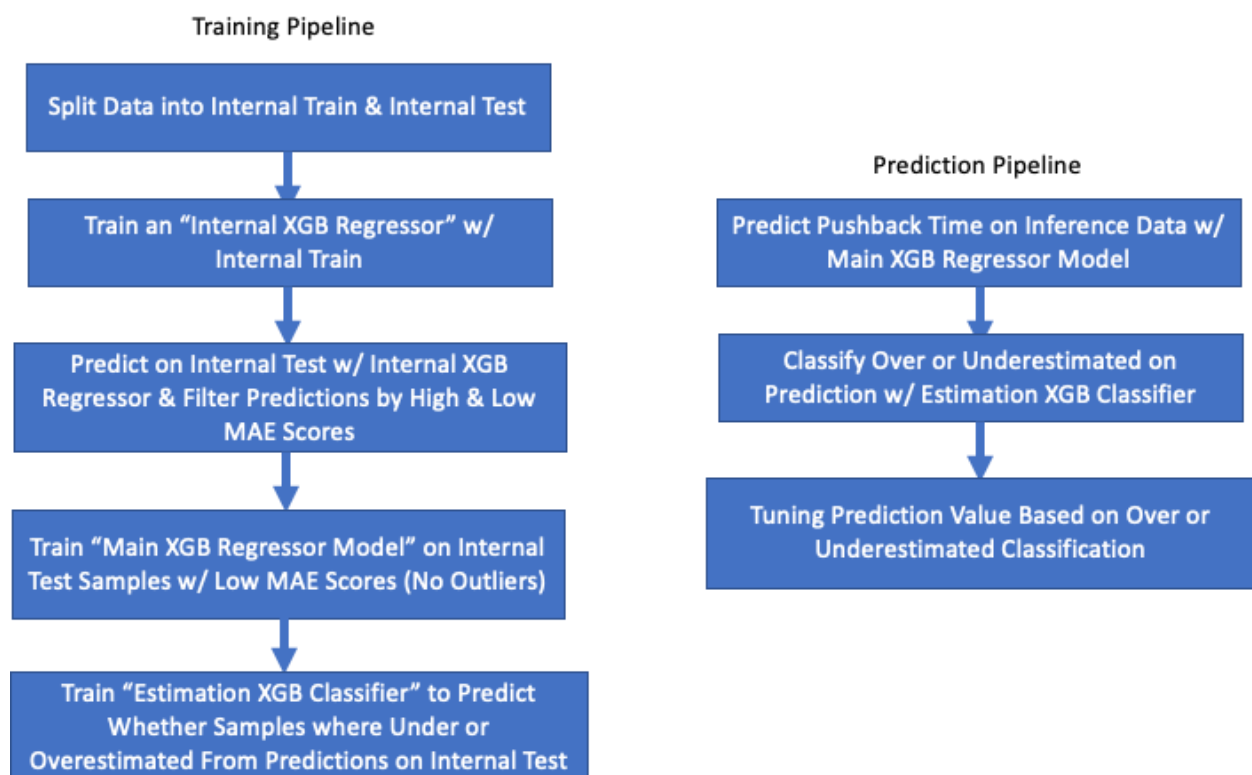 Training Pipeline
Split Data into Internal Train & Internal Test
Train an “Internal XGB Regressor” w/
Internal Train
Predict on Internal Test w/ Internal XGB
Regressor & Filter Predictions by High & Low
MAE Scores
Train “Main XGB Regressor Model” on Internal
Test Samples w/ Low MAE Scores (No Outliers)
Train “Estimation XGB Classifier” to Predict
Whether Samples where Under or
Overestimated From Predictions on Internal Test
Prediction Pipeline
Predict Pushback Time on Inference Data w/
Main XGB Regressor Model
Classify Over or Underestimated on
Prediction w/ Estimation XGB Classifier
Tuning Prediction Value Based on Over or
Underestimated Classification